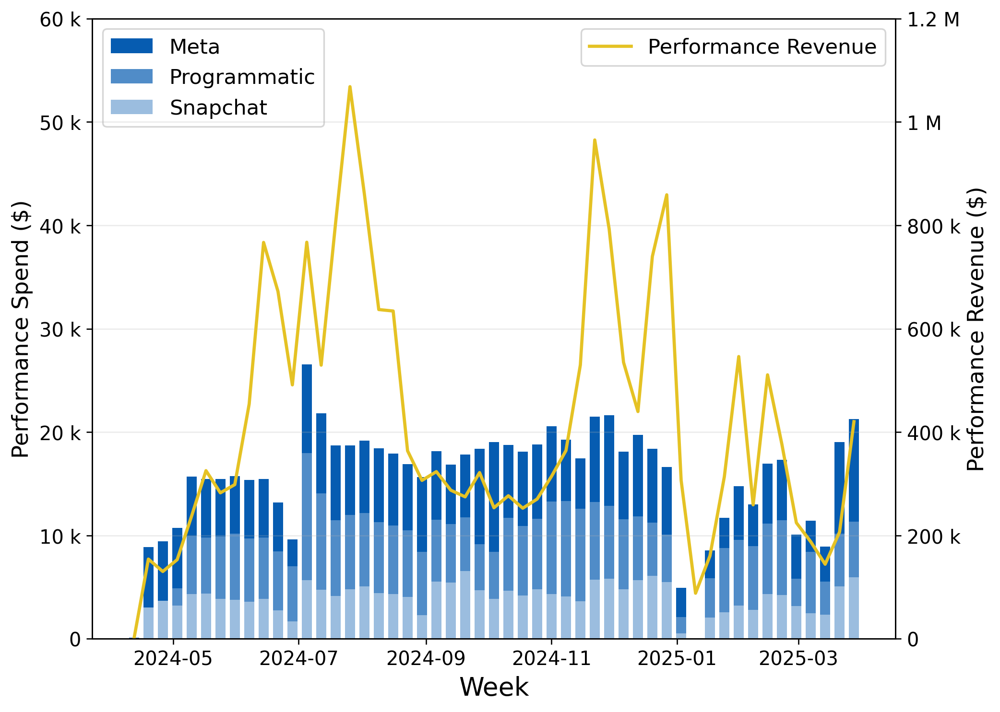 60 k
50 k
40 k
30 k
20 k
10 k
0
Performance Spend ($)
Meta
Programmatic
Snapchat
Performance Revenue
1.2 M
1 M
800 k
600 k
400 k
200 k
0
Performance Revenue ($)
2024-05
2024-07
2024-09
2024-11
2025-01
2025-03
Week